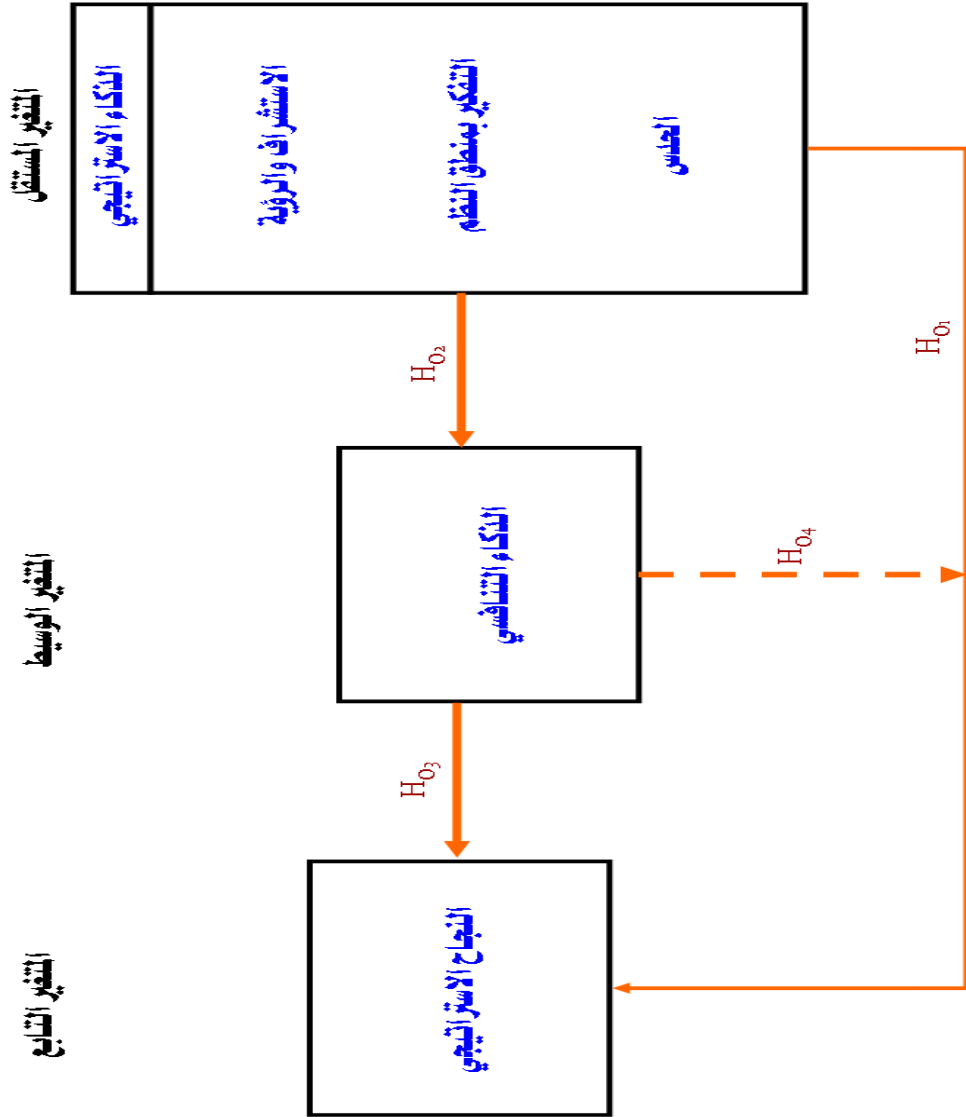 المتغير المستقل
المتغير الوسيط
المتغير التابع
الذكاء الاستراتيجي
الاستشراف والرؤية
التفكير بمنطق النظم
الحدس
H₀₂
الذكاء التنافسي
H₀₄
H₀₁
H₀₃
النجاح الاستراتيجي